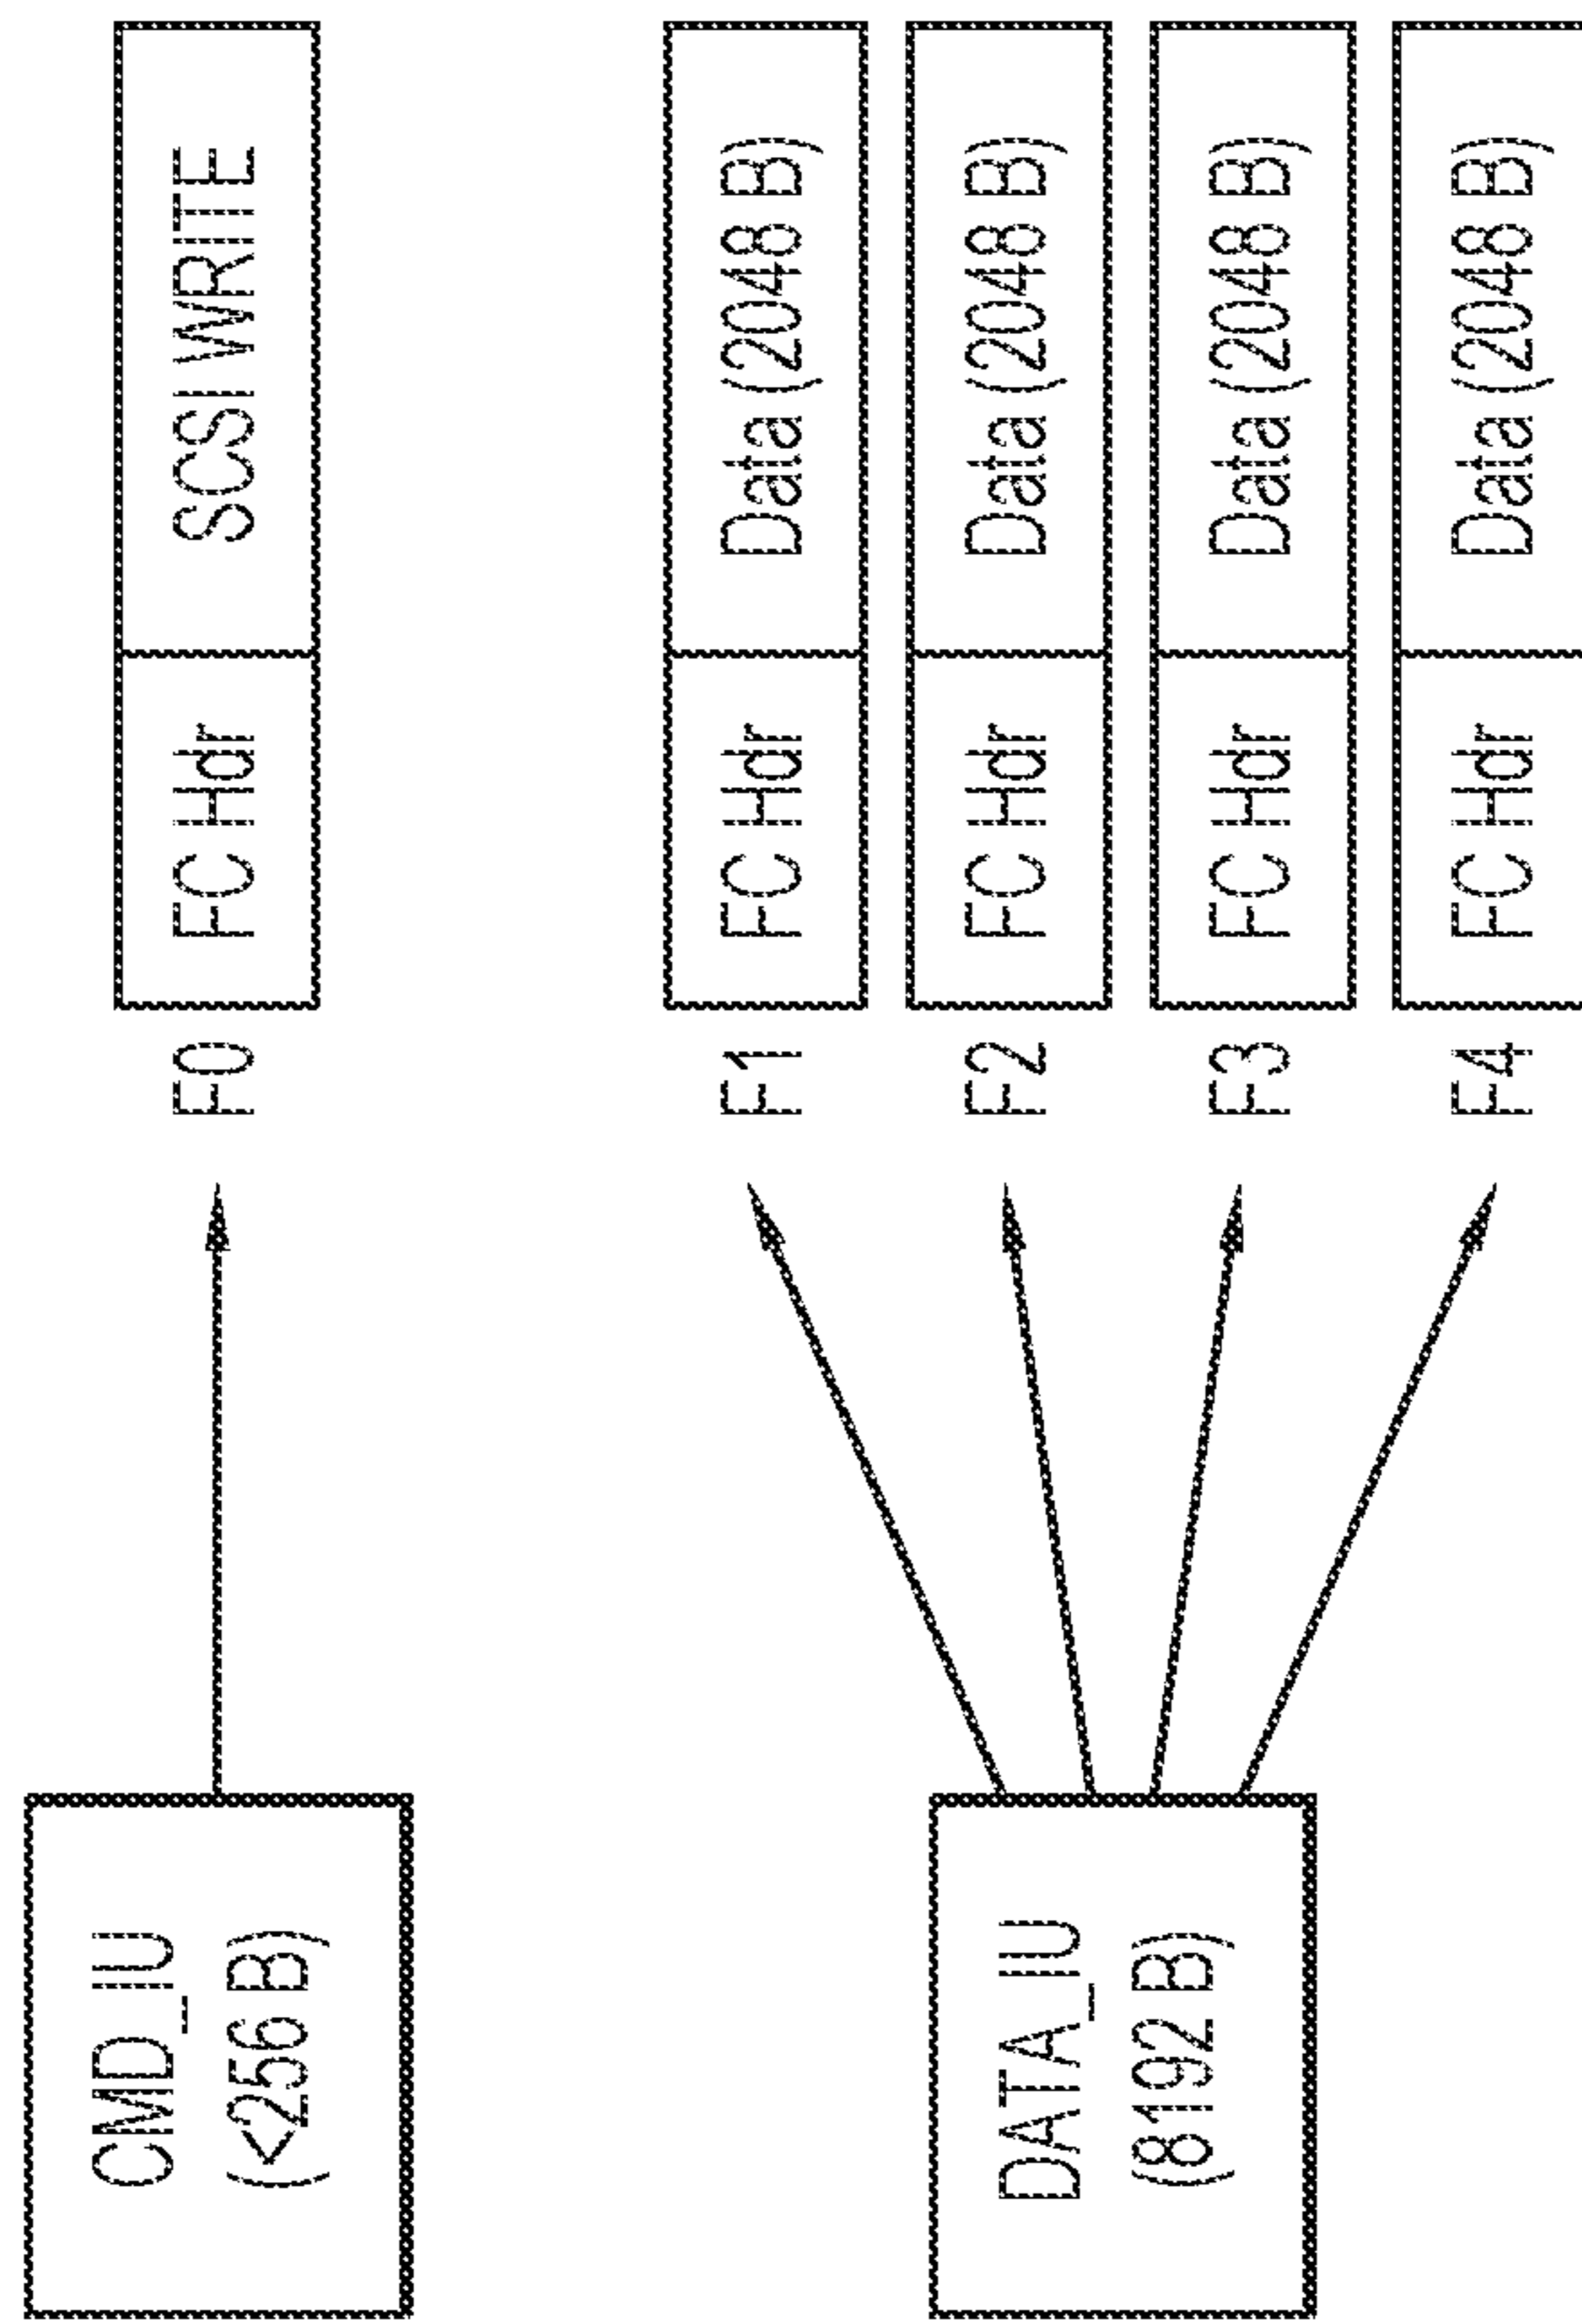 CMD_IU
(<256 B)
F0 FC Hdr SCSI WRITE
DATA_IU
(8192 B)
F1 FC Hdr Data (2048 B)
F2 FC Hdr Data (2048 B)
F3 FC Hdr Data (2048 B)
F4 FC Hdr Data (2048 B)